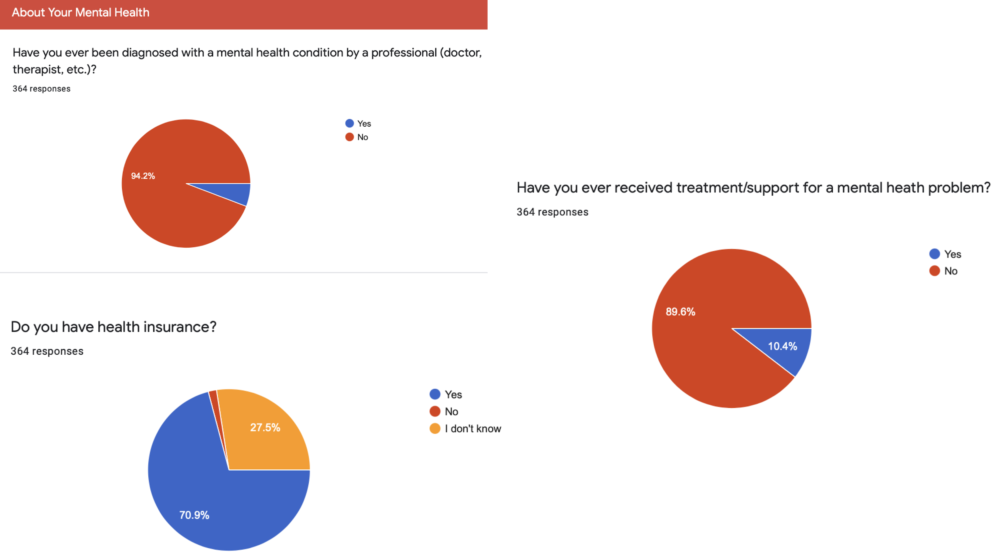 About Your Mental Health
Have you ever been diagnosed with a mental health condition by a professional (doctor,
therapist, etc.)?
364 responses
Yes
No
94.2%
Do you have health insurance?
364 responses
Yes
No
I don't know
27.5%
70.9%
Have you ever received treatment/support for a mental heath problem?
364 responses
Yes
No
89.6%
10.4%